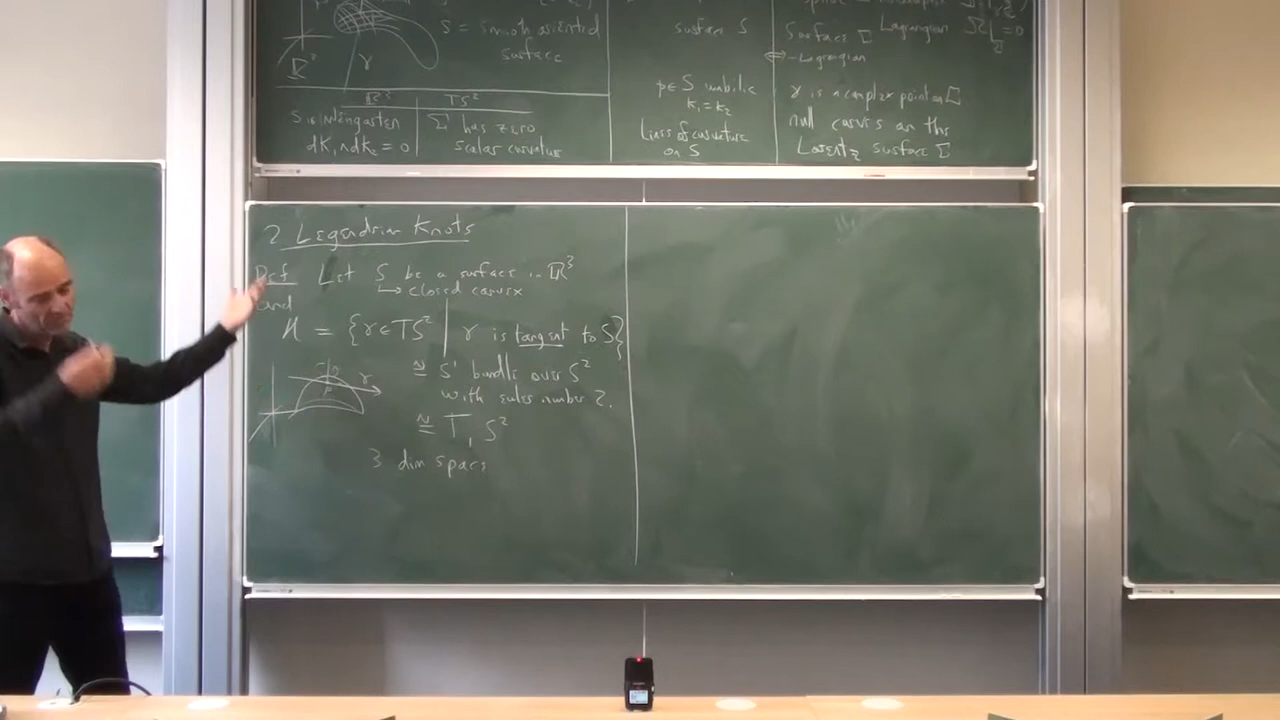 S = smooth oriented
surface
ℝ³
γ
ℝ³ TS²
S is Weingarten
dK₁∧dK₂ = 0
Σ has zero
scalar curvature
surface S
p∈S umbilic
K₁=K₂
Lines of curvature
on S
Surface Σ Lagrangian
-Lagrangian
γ is a complex point on Σ
null curves on the
Lorentz surface Σ
2 Legendrian Knots
Def Let S be a surface in ℝ³
closed convex
and
H = {γ∈TS² | γ is tangent to S}
≅ S¹ bundle over S²
with euler number 2.
≅ T₁S²
3 dim space
γ
p